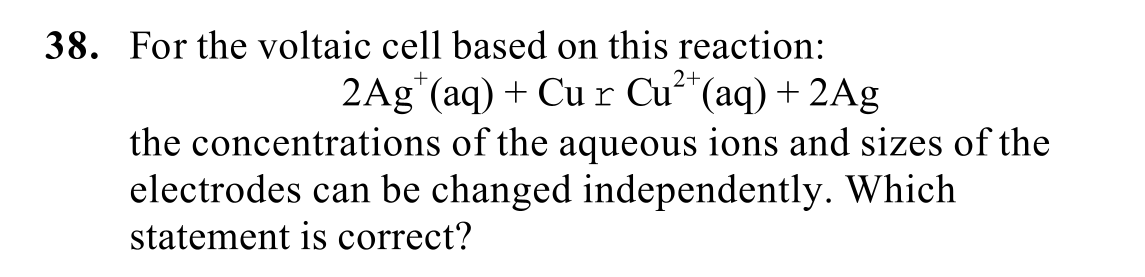 38. For the voltaic cell based on this reaction:
2Ag⁺(aq) + Cu r Cu²⁺(aq) + 2Ag
the concentrations of the aqueous ions and sizes of the
electrodes can be changed independently. Which
statement is correct?